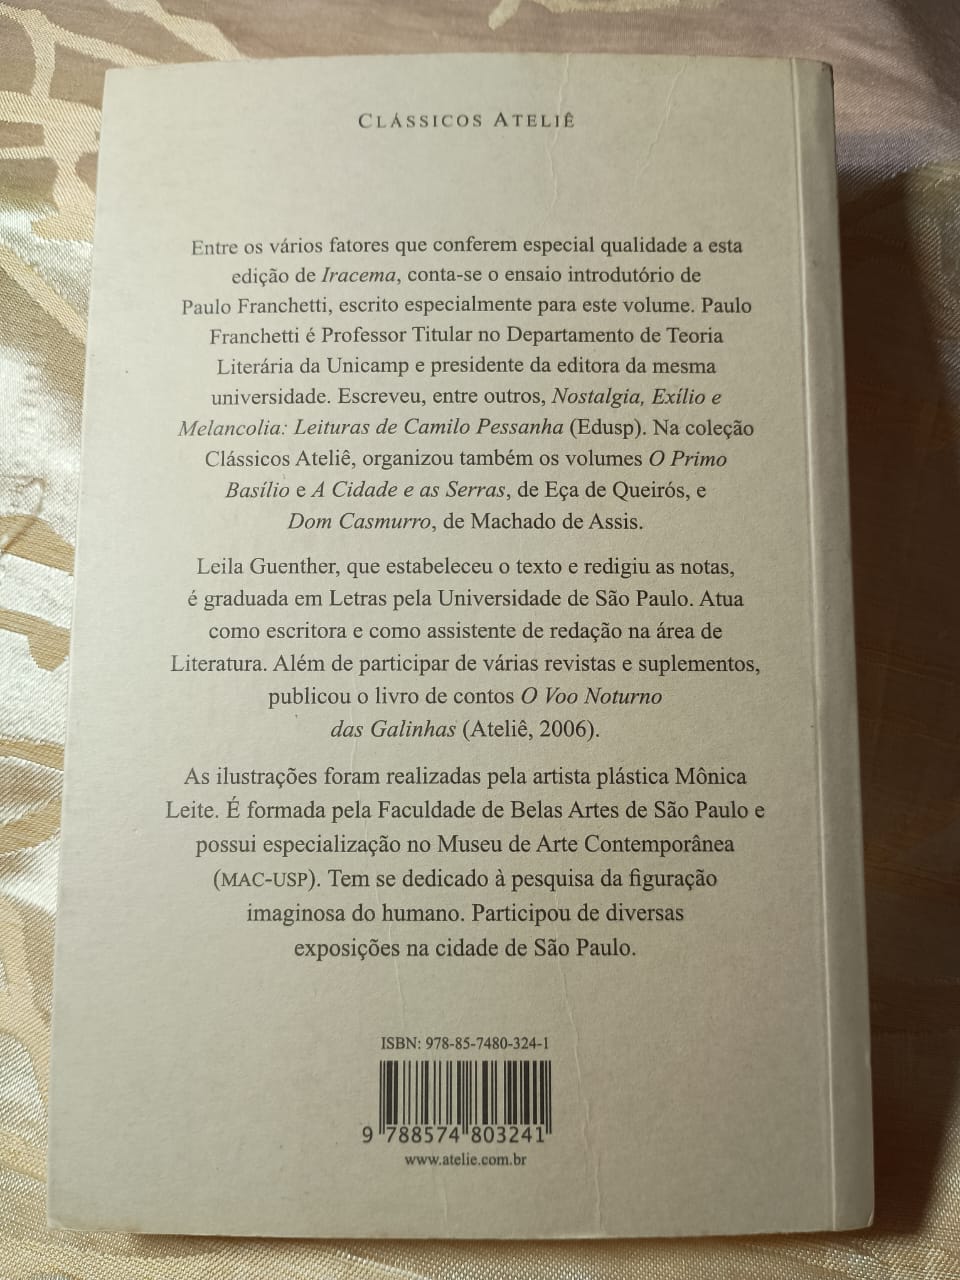 CLÁSSICOS ATELIÊ
Entre os vários fatores que conferem especial qualidade a esta
edição de Iracema, conta-se o ensaio introdutório de
Paulo Franchetti, escrito especialmente para este volume. Paulo
Franchetti é Professor Titular no Departamento de Teoria
Literária da Unicamp e presidente da editora da mesma
universidade. Escreveu, entre outros, Nostalgia, Exílio e
Melancolia: Leituras de Camilo Pessanha (Edusp). Na coleção
Clássicos Ateliê, organizou também os volumes O Primo
Basílio e A Cidade e as Serras, de Eça de Queirós, e
Dom Casmurro, de Machado de Assis.
Leila Guenther, que estabeleceu o texto e redigiu as notas,
é graduada em Letras pela Universidade de São Paulo. Atua
como escritora e como assistente de redação na área de
Literatura. Além de participar de várias revistas e suplementos,
publicou o livro de contos O Voo Noturno
das Galinhas (Ateliê, 2006).
As ilustrações foram realizadas pela artista plástica Mônica
Leite. É formada pela Faculdade de Belas Artes de São Paulo e
possui especialização no Museu de Arte Contemporânea
(MAC-USP). Tem se dedicado à pesquisa da figuração
imaginosa do humano. Participou de diversas
exposições na cidade de São Paulo.
ISBN: 978-85-7480-324-1
9 788574 803241
www.atelie.com.br